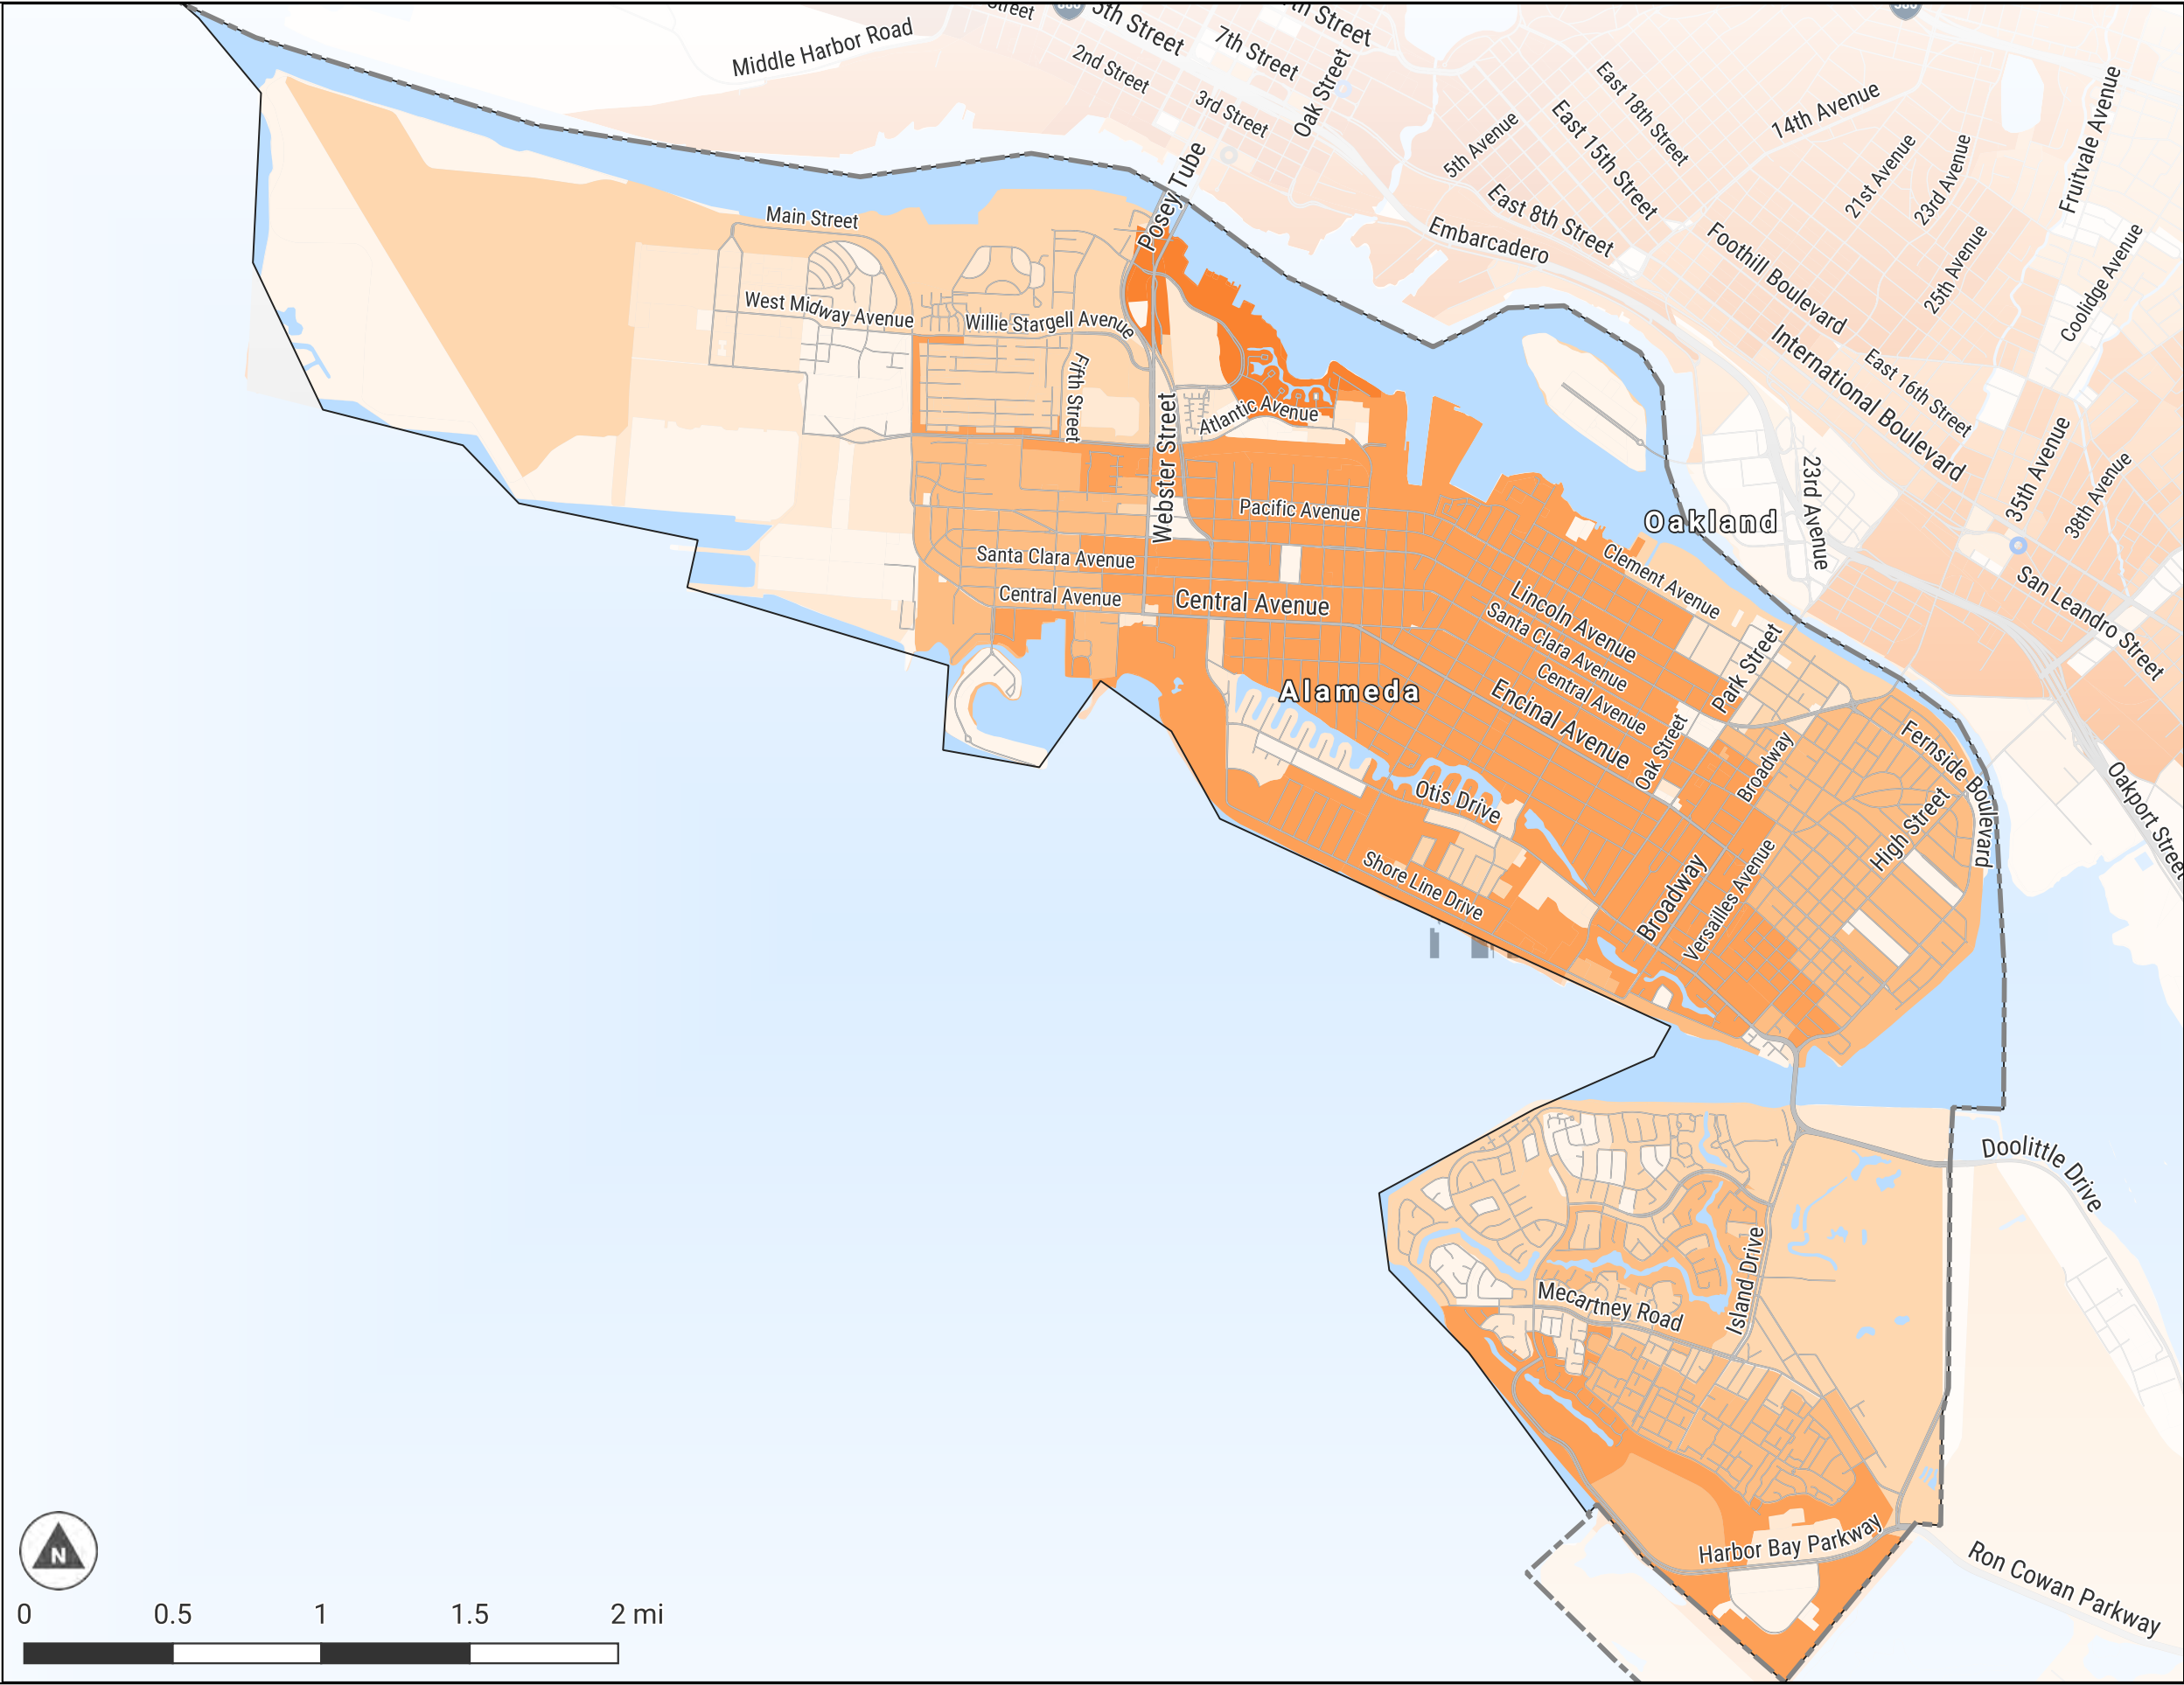 Street
5th Street
7th Street
Street
Middle Harbor Road
2nd Street
3rd Street
Oak Street
East 18th Street
14th Avenue
Fruitvale Avenue
5th Avenue
East 15th Street
21st Avenue
23rd Avenue
Posey Tube
East 8th Street
Embarcadero
Foothill Boulevard
25th Avenue
Coolidge Avenue
Main Street
West Midway Avenue
Willie Stargell Avenue
International Boulevard
East 16th Street
Fifth Street
Atlantic Avenue
Webster Street
Pacific Avenue
Oakland
23rd Avenue
35th Avenue
38th Avenue
Santa Clara Avenue
Central Avenue
Central Avenue
Clement Avenue
Lincoln Avenue
Santa Clara Avenue
Central Avenue
Encinal Avenue
San Leandro Street
Park Street
Alameda
Oak Street
Broadway
Fernside Boulevard
High Street
Oakport Street
Otis Drive
Shore Line Drive
Broadway
Versailles Avenue
Doolittle Drive
Island Drive
Mecartney Road
Harbor Bay Parkway
Ron Cowan Parkway
N
0 0.5 1 1.5 2 mi